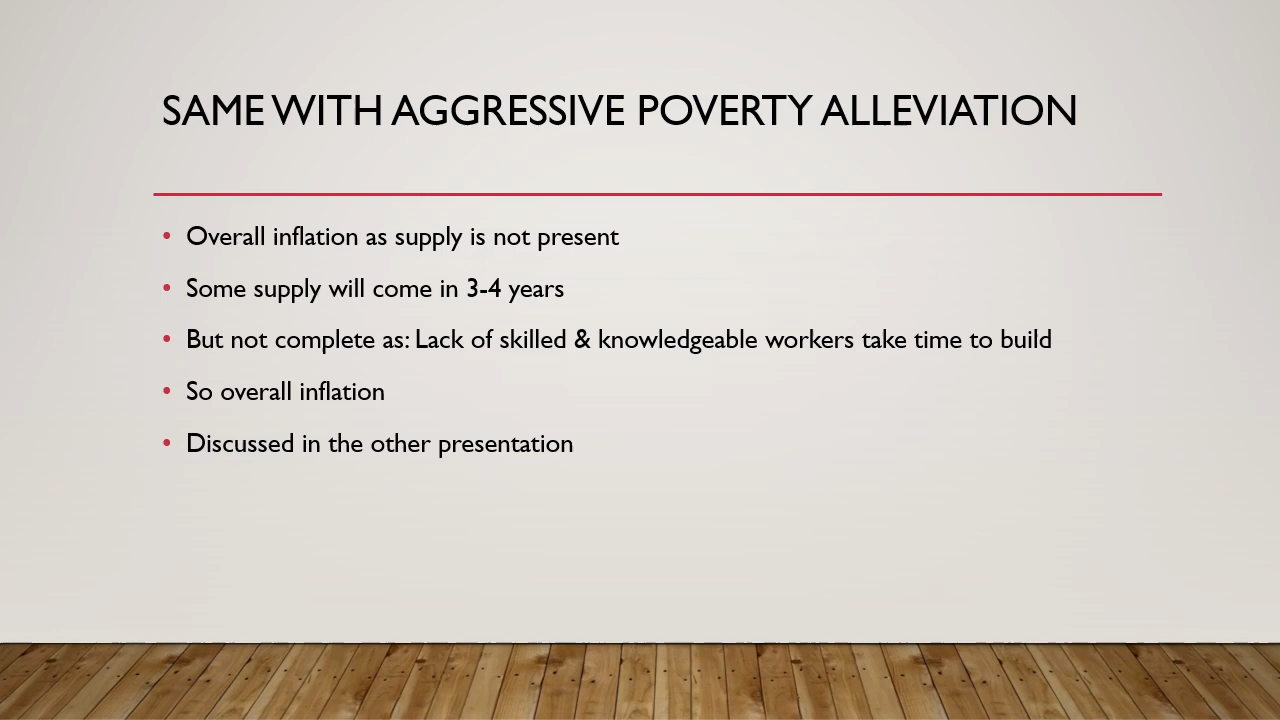 SAME WITH AGGRESSIVE POVERTY ALLEVIATION
• Overall inflation as supply is not present
• Some supply will come in 3-4 years
• But not complete as: Lack of skilled & knowledgeable workers take time to build
• So overall inflation
• Discussed in the other presentation